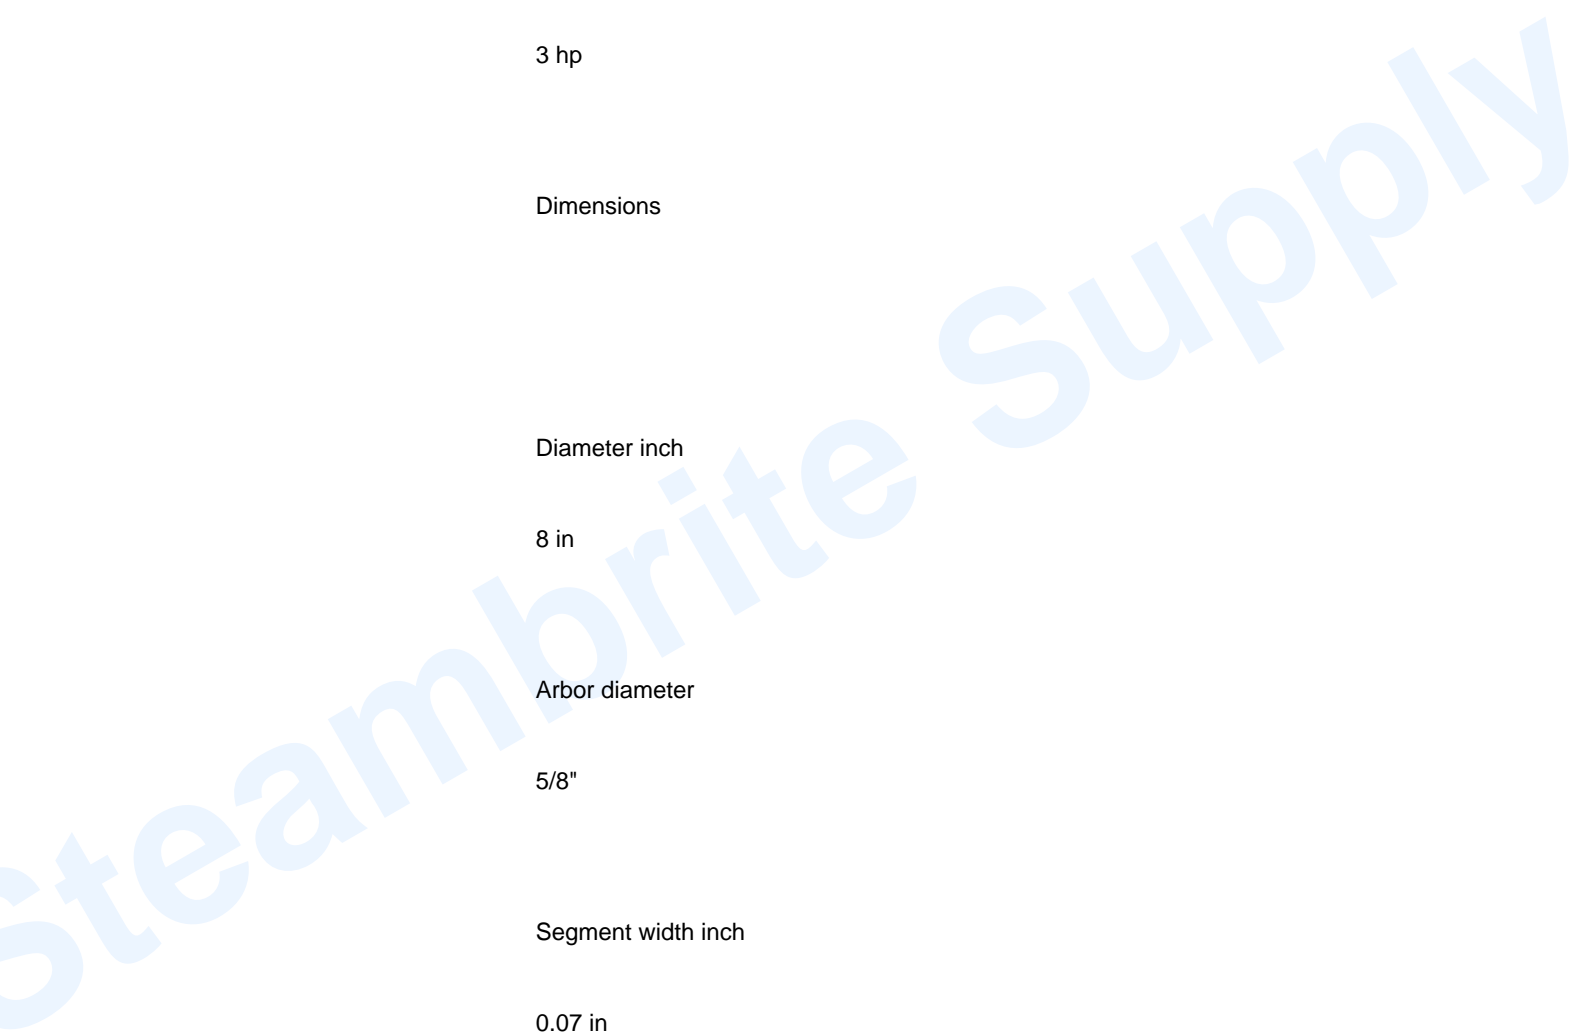 3 hp
Dimensions
Diameter inch
8 in
Arbor diameter
5/8"
Segment width inch
0.07 in
Steambrite Supply